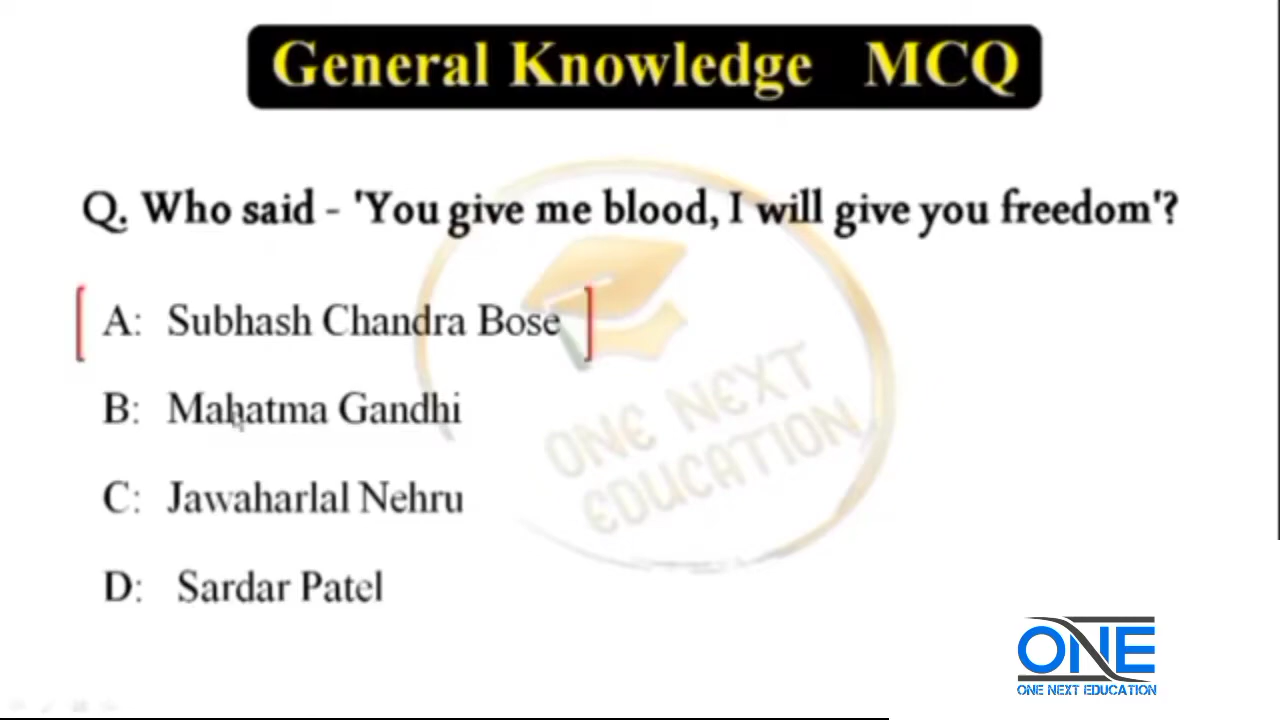 General Knowledge MCQ
Q. Who said - 'You give me blood, I will give you freedom'?
A: Subhash Chandra Bose
B: Mahatma Gandhi
C: Jawaharlal Nehru
D: Sardar Patel
ONE NEXT
EDUCATION
ONE
ONE NEXT EDUCATION